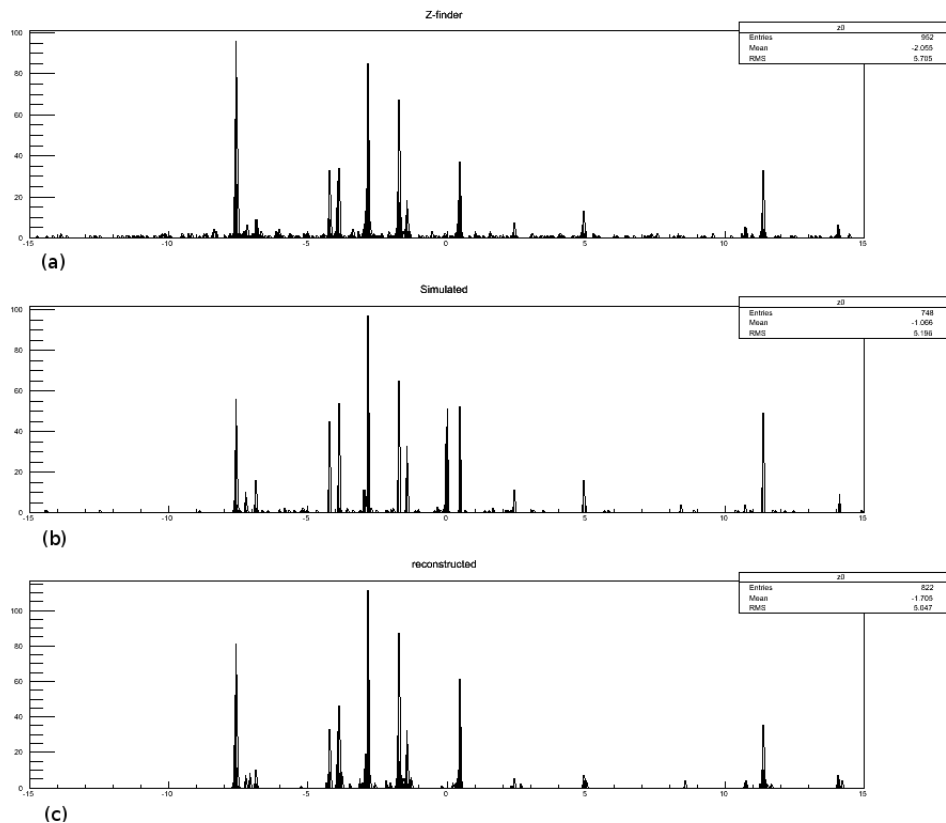 Z-finder
z0
Entries 952
Mean -2.055
RMS 5.705
100
80
60
40
20
0
-15 -10 -5 0 5 10 15
(a)
Simulated
z0
Entries 748
Mean -1.066
RMS 5.196
100
80
60
40
20
0
-15 -10 -5 0 5 10 15
(b)
reconstructed
z0
Entries 822
Mean -1.705
RMS 5.047
100
80
60
40
20
0
-15 -10 -5 0 5 10 15
(c)